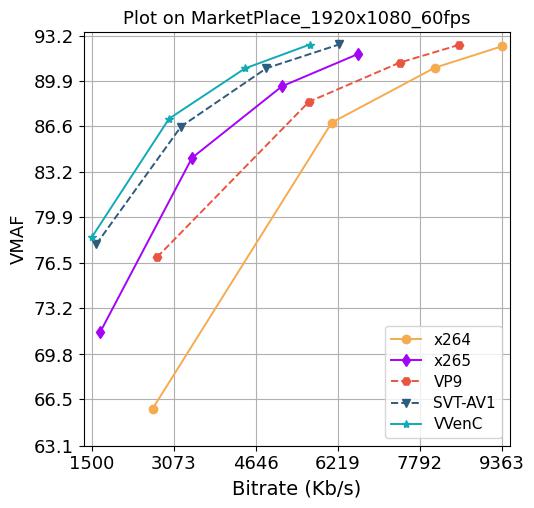 Plot on MarketPlace_1920x1080_60fps
VMAF
93.2
89.9
86.6
83.2
79.9
76.5
73.2
69.8
66.5
63.1
x264
x265
VP9
SVT-AV1
VVenC
1500 3073 4646 6219 7792 9363
Bitrate (Kb/s)